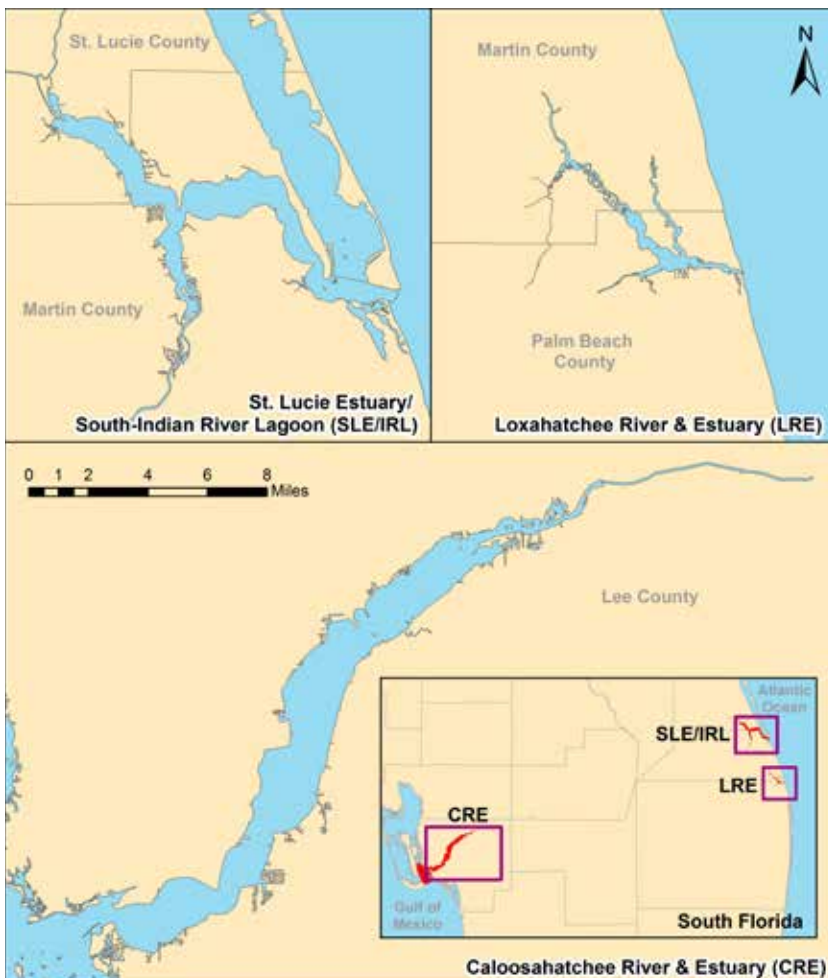 St. Lucie County
Martin County
St. Lucie Estuary/
South-Indian River Lagoon (SLE/IRL)
Martin County
N
Palm Beach
County
Loxahatchee River & Estuary (LRE)
0 1 2 4 6 8
Miles
Lee County
Atlantic
Ocean
SLE/IRL
LRE
CRE
Gulf of
Mexico
South Florida
Caloosahatchee River & Estuary (CRE)